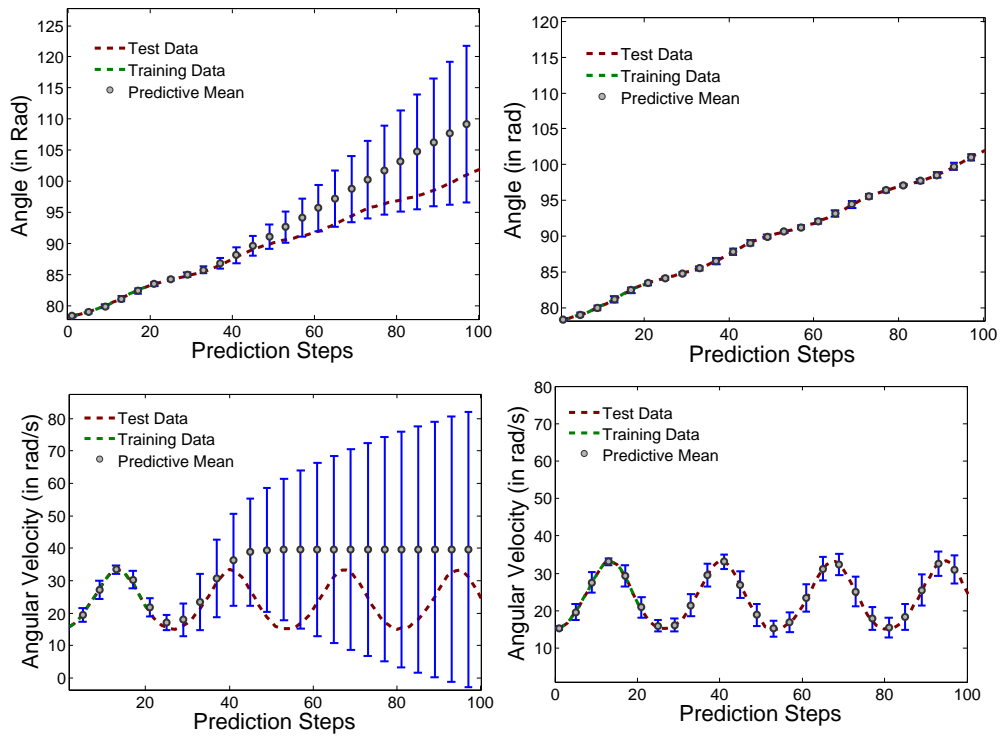 125
120
115
110
105
100
95
90
85
80
0
20
40
60
80
100
Angle (in Rad)
Prediction Steps
Test Data
Training Data
Predictive Mean
120
115
110
105
100
95
90
85
80
20
40
60
80
100
Angle (in rad)
Prediction Steps
Test Data
Training Data
Predictive Mean
80
70
60
50
40
30
20
10
0
20
40
60
80
100
Angular Velocity (in rad/s)
Prediction Steps
Test Data
Training Data
Predictive Mean
80
70
60
50
40
30
20
10
0
20
40
60
80
100
Angular Velocity (in rad/s)
Prediction Steps
Test Data
Training Data
Predictive Mean